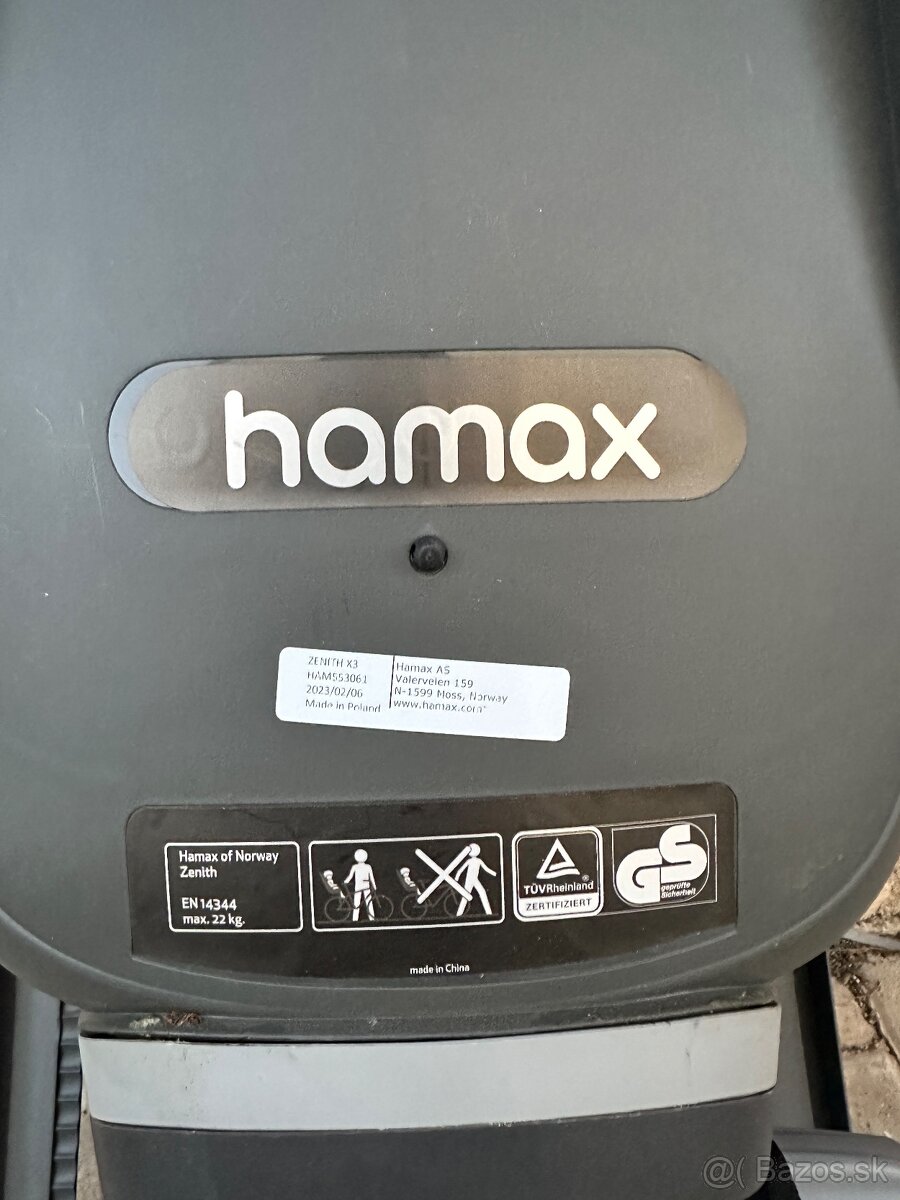 hamax
ZENITH X3
HAM553061
2023/02/06
Made in Poland
Hamax AS
Valerveien 159
N-1599 Moss, Norway
www.hamax.com
Hamax of Norway
Zenith
EN 14344
max. 22 kg.
TÜVRheinland®
ZERTIFIZIERT
GS
geprüfte
Sicherheit
made in China
@( Bazos.sk